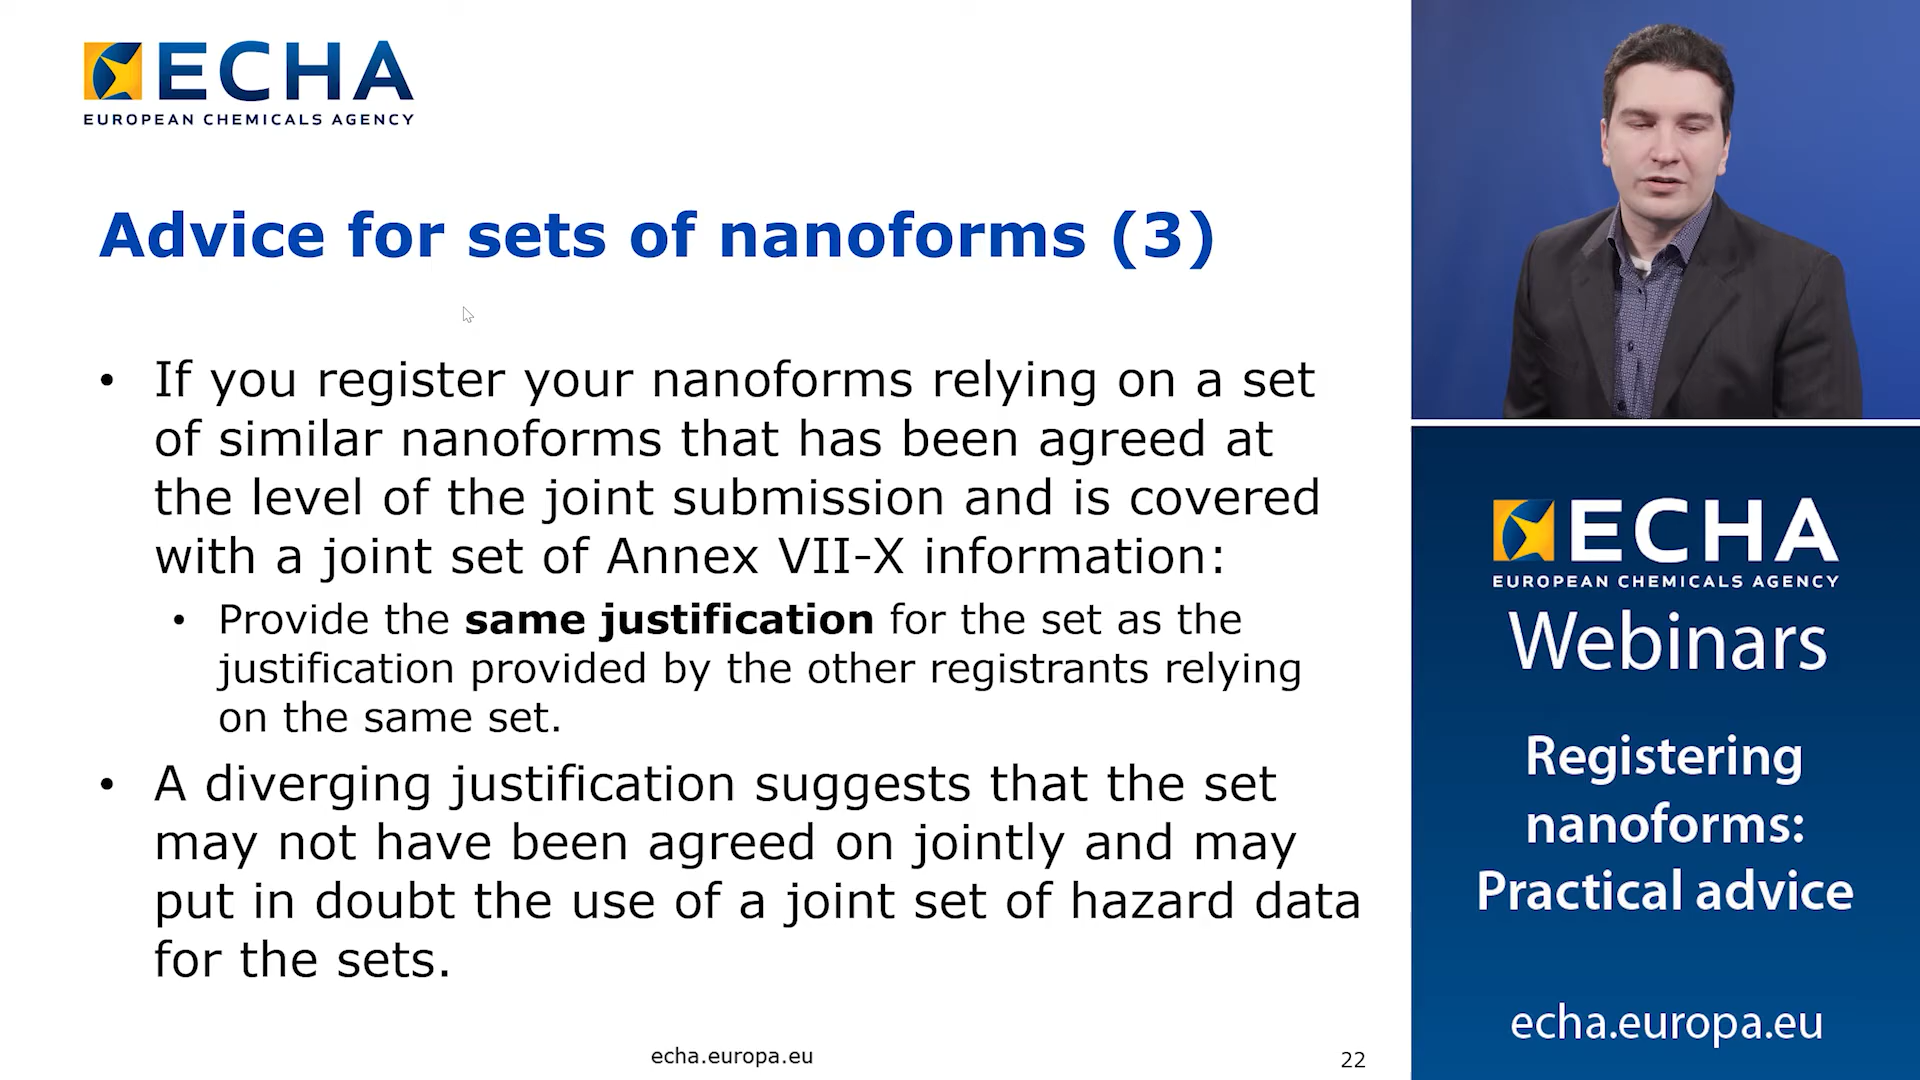 ECHA
EUROPEAN CHEMICALS AGENCY
Advice for sets of nanoforms (3)
• If you register your nanoforms relying on a set
of similar nanoforms that has been agreed at
the level of the joint submission and is covered
with a joint set of Annex VII-X information:
• Provide the same justification for the set as the
justification provided by the other registrants relying
on the same set.
• A diverging justification suggests that the set
may not have been agreed on jointly and may
put in doubt the use of a joint set of hazard data
for the sets.
echa.europa.eu
22
ECHA
EUROPEAN CHEMICALS AGENCY
Webinars
Registering
nanoforms:
Practical advice
echa.europa.eu